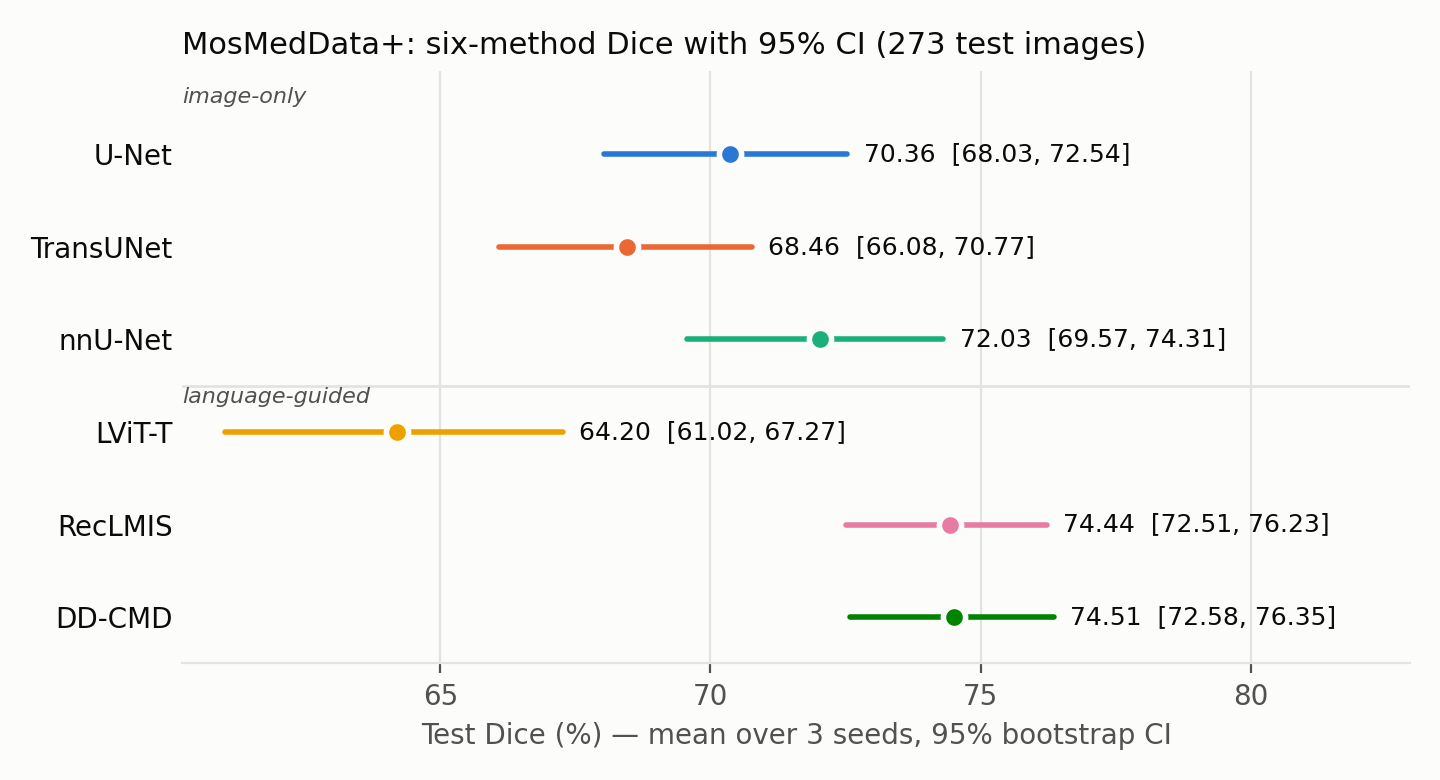 MosMedData+: six-method Dice with 95% CI (273 test images)
image-only
U-Net 70.36 [68.03, 72.54]
TransUNet 68.46 [66.08, 70.77]
nnU-Net 72.03 [69.57, 74.31]
language-guided
LViT-T 64.20 [61.02, 67.27]
RecLMIS 74.44 [72.51, 76.23]
DD-CMD 74.51 [72.58, 76.35]
65 70 75 80
Test Dice (%) — mean over 3 seeds, 95% bootstrap CI